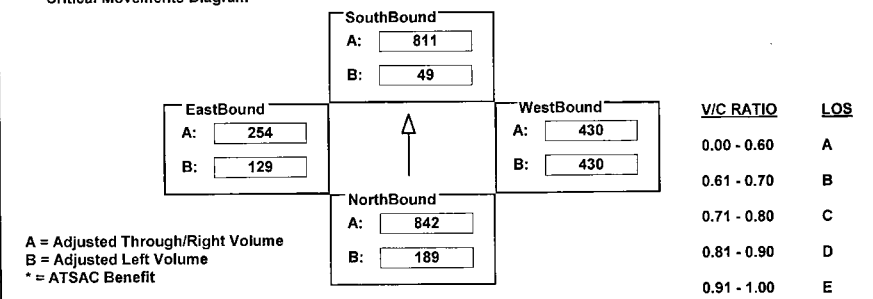 Critical Movements Diagram
SouthBound
A: 811
B: 49
EastBound
A: 254
B: 129
WestBound
A: 430
B: 430
NorthBound
A: 842
B: 189
A = Adjusted Through/Right Volume
B = Adjusted Left Volume
* = ATSAC Benefit
V/C RATIO LOS
0.00 - 0.60 A
0.61 - 0.70 B
0.71 - 0.80 C
0.81 - 0.90 D
0.91 - 1.00 E